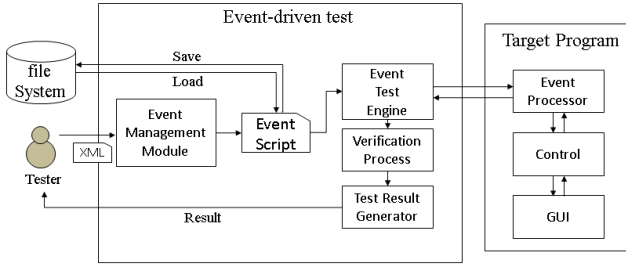 Event-driven test
Target Program
file
System
Save
Load
Event
Management
Module
Event
Script
Event
Test
Engine
Event
Processor
Verification
Process
Control
XML
Tester
Test Result
Generator
GUI
Result